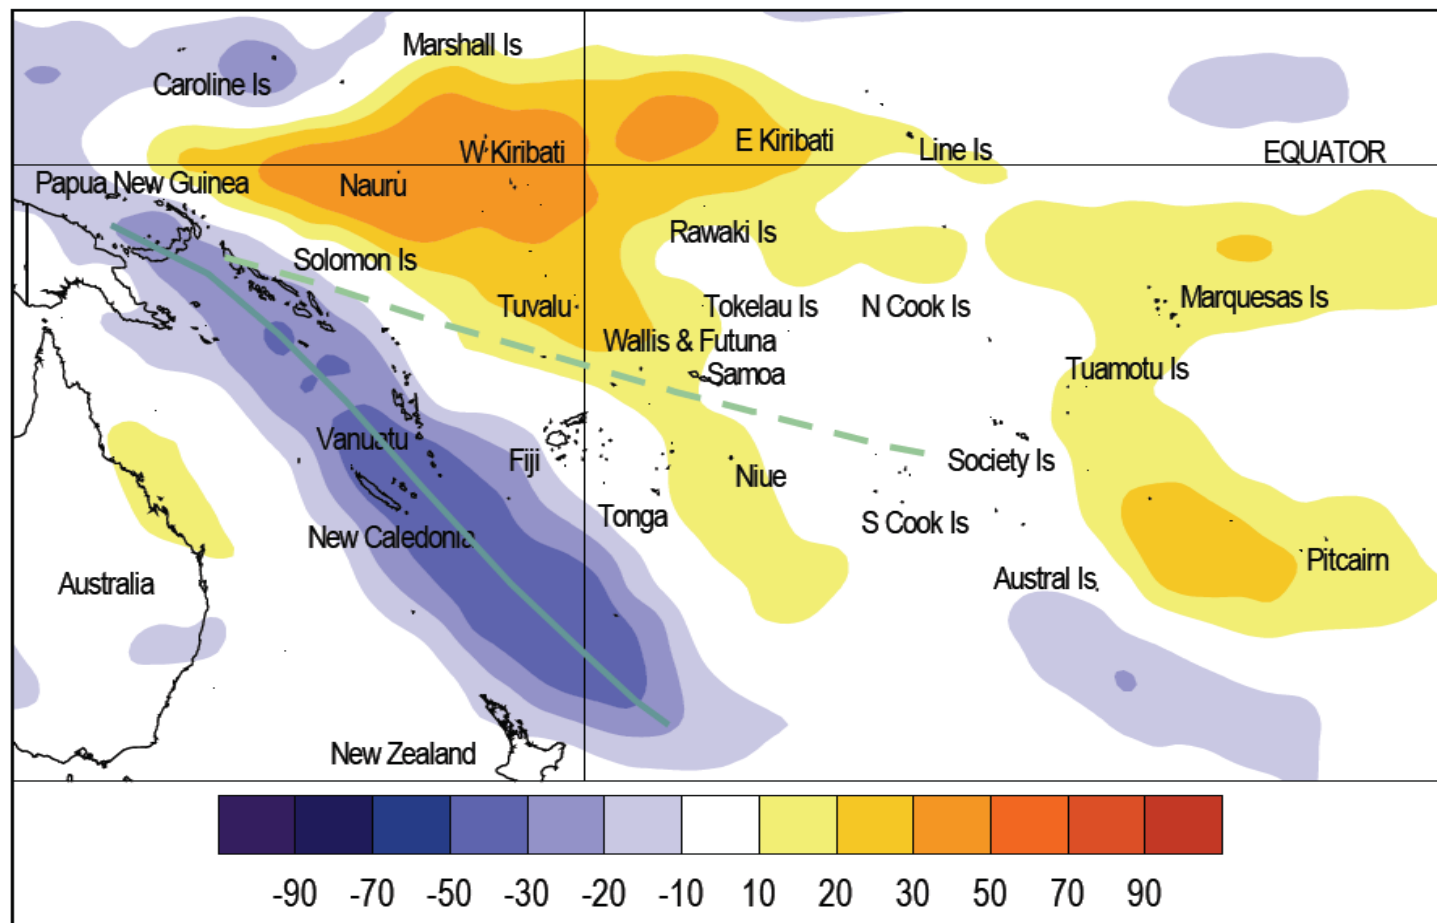 Marshall Is
Caroline Is
W Kiribati
E Kiribati
Line Is
EQUATOR
Papua New Guinea
Nauru
Rawaki Is
Solomon Is
Tuvalu
Tokelau Is
N Cook Is
Marquesas Is
Wallis & Futuna
Samoa
Tuamotu Is
Vanuatu
Fiji
Niue
Society Is
Tonga
S Cook Is
New Caledonia
Pitcairn
Australia
Austral Is
New Zealand
-90 -70 -50 -30 -20 -10 10 20 30 50 70 90